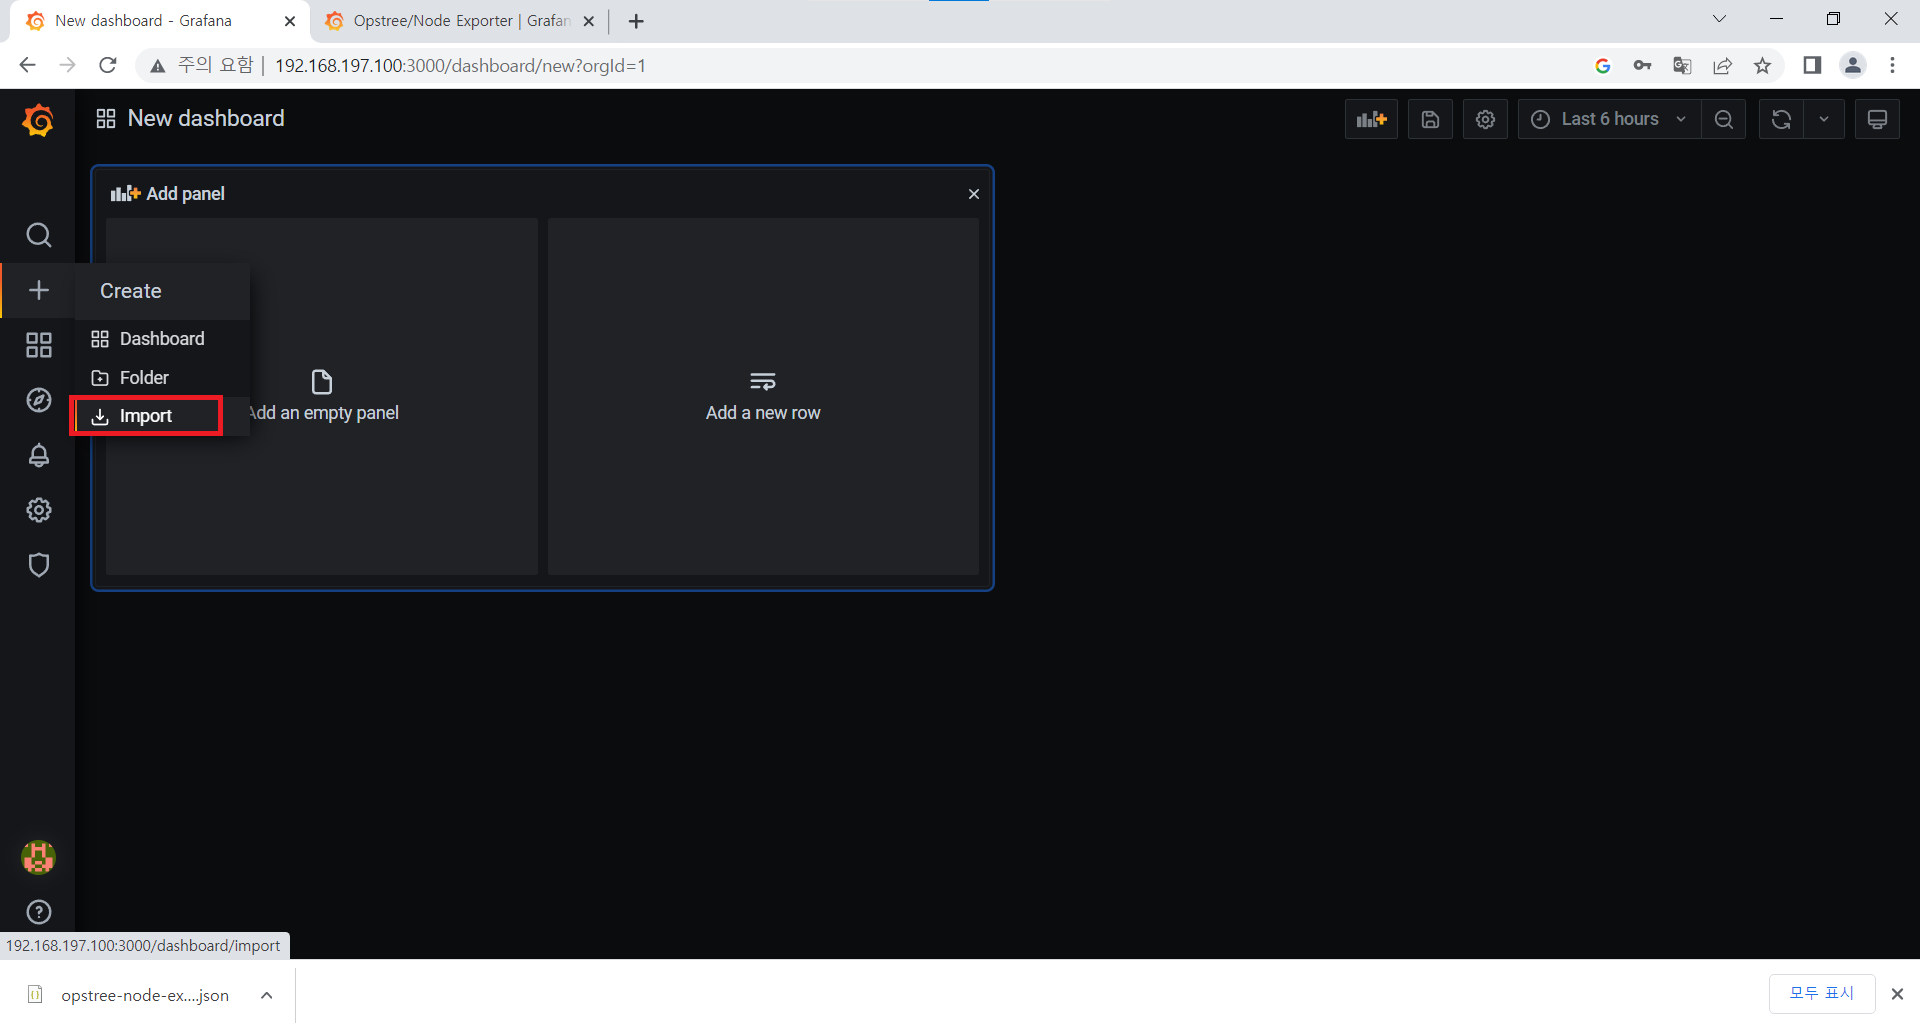 New dashboard - Grafana
Opstree/Node Exporter | Grafan
주의 요함 | 192.168.197.100:3000/dashboard/new?orgId=1
New dashboard
Last 6 hours
Add panel
Create
Dashboard
Folder
Import
Add an empty panel
Add a new row
192.168.197.100:3000/dashboard/import
opstree-node-ex....json
모두 표시